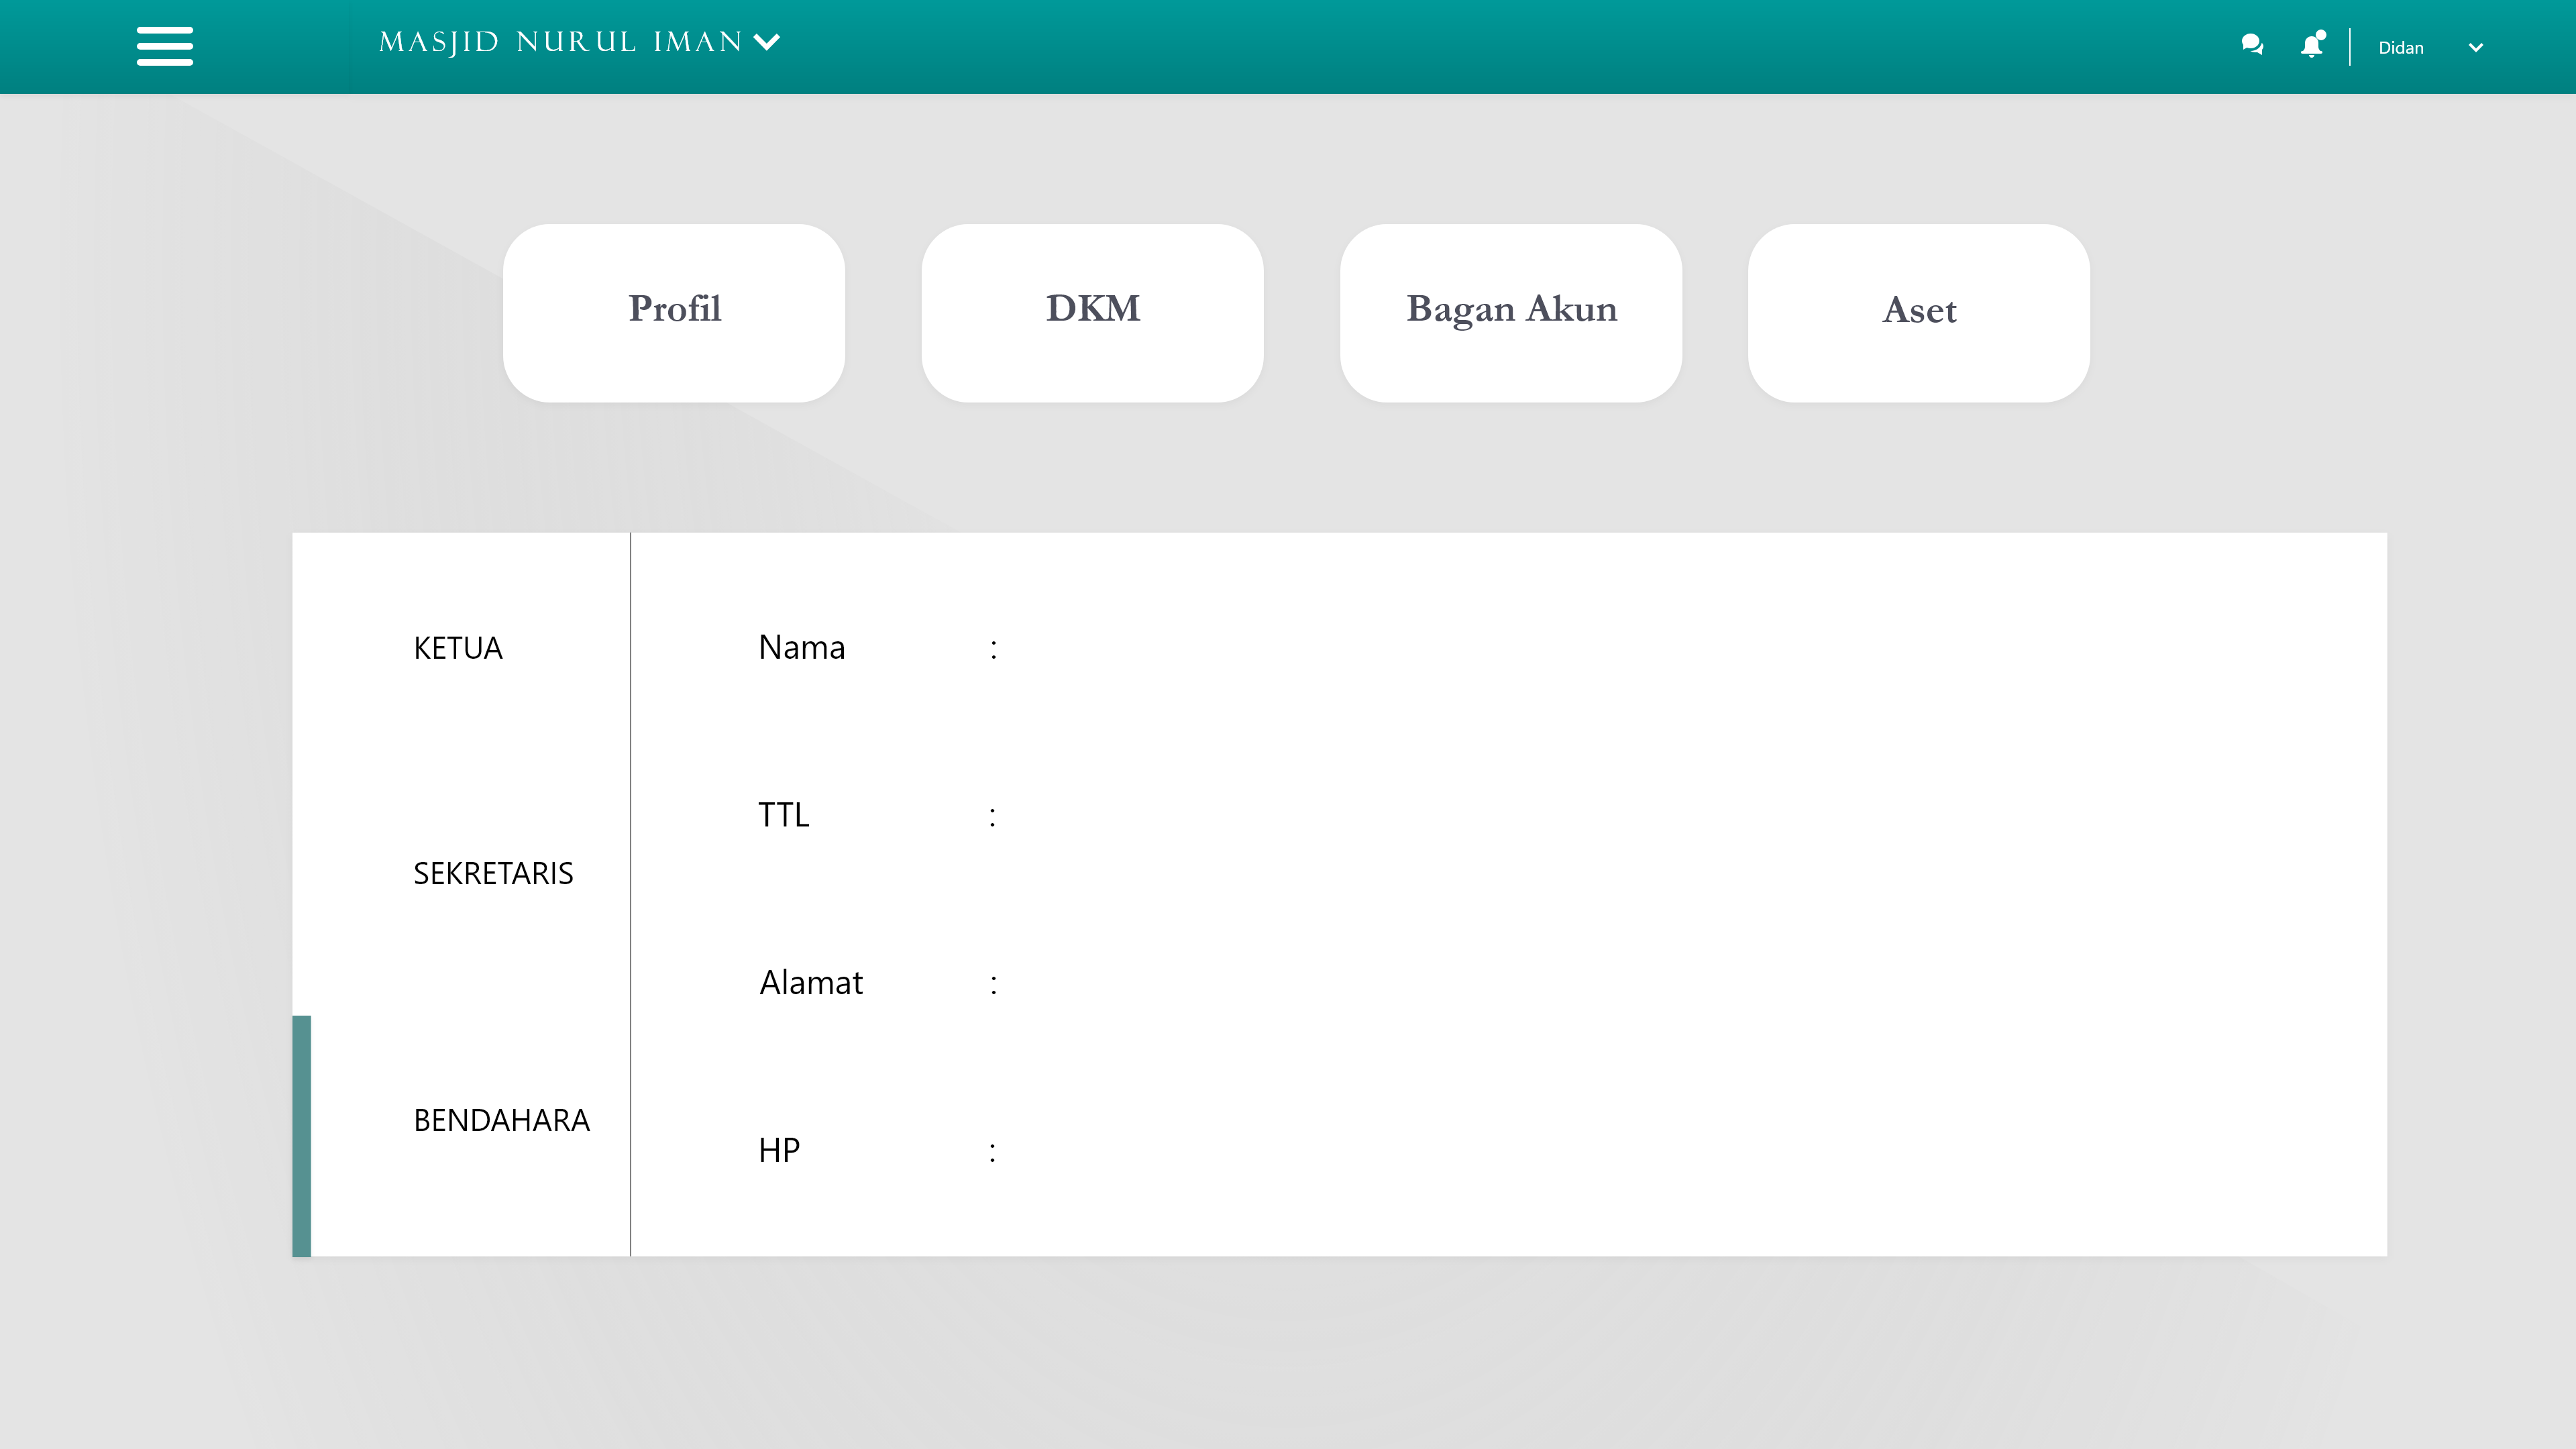 MASJID NURUL IMAN
Didan
Profil
DKM
Bagan Akun
Aset
KETUA
SEKRETARIS
BENDAHARA
Nama :
TTL :
Alamat :
HP :